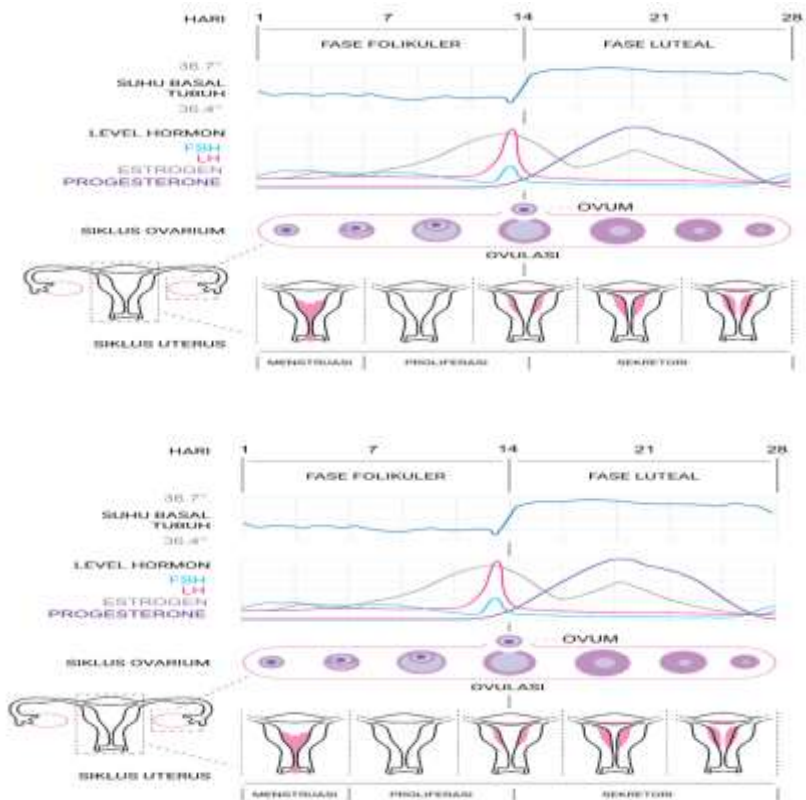 HARI 1 7 14 21 28
FASE FOLIKULER FASE LUTEAL
36.7°
SUHU BASAL
TUBUH
36.4°
LEVEL HORMON
FSH
LH
ESTROGEN
PROGESTERONE
OVUM
SIKLUS OVARIUM
OVULASI
SIKLUS UTERUS
MENSTRUASI PROLIFERASI SEKRETORI
HARI 1 7 14 21 28
FASE FOLIKULER FASE LUTEAL
36.7°
SUHU BASAL
TUBUH
36.4°
LEVEL HORMON
FSH
LH
ESTROGEN
PROGESTERONE
OVUM
SIKLUS OVARIUM
OVULASI
SIKLUS UTERUS
MENSTRUASI PROLIFERASI SEKRETORI